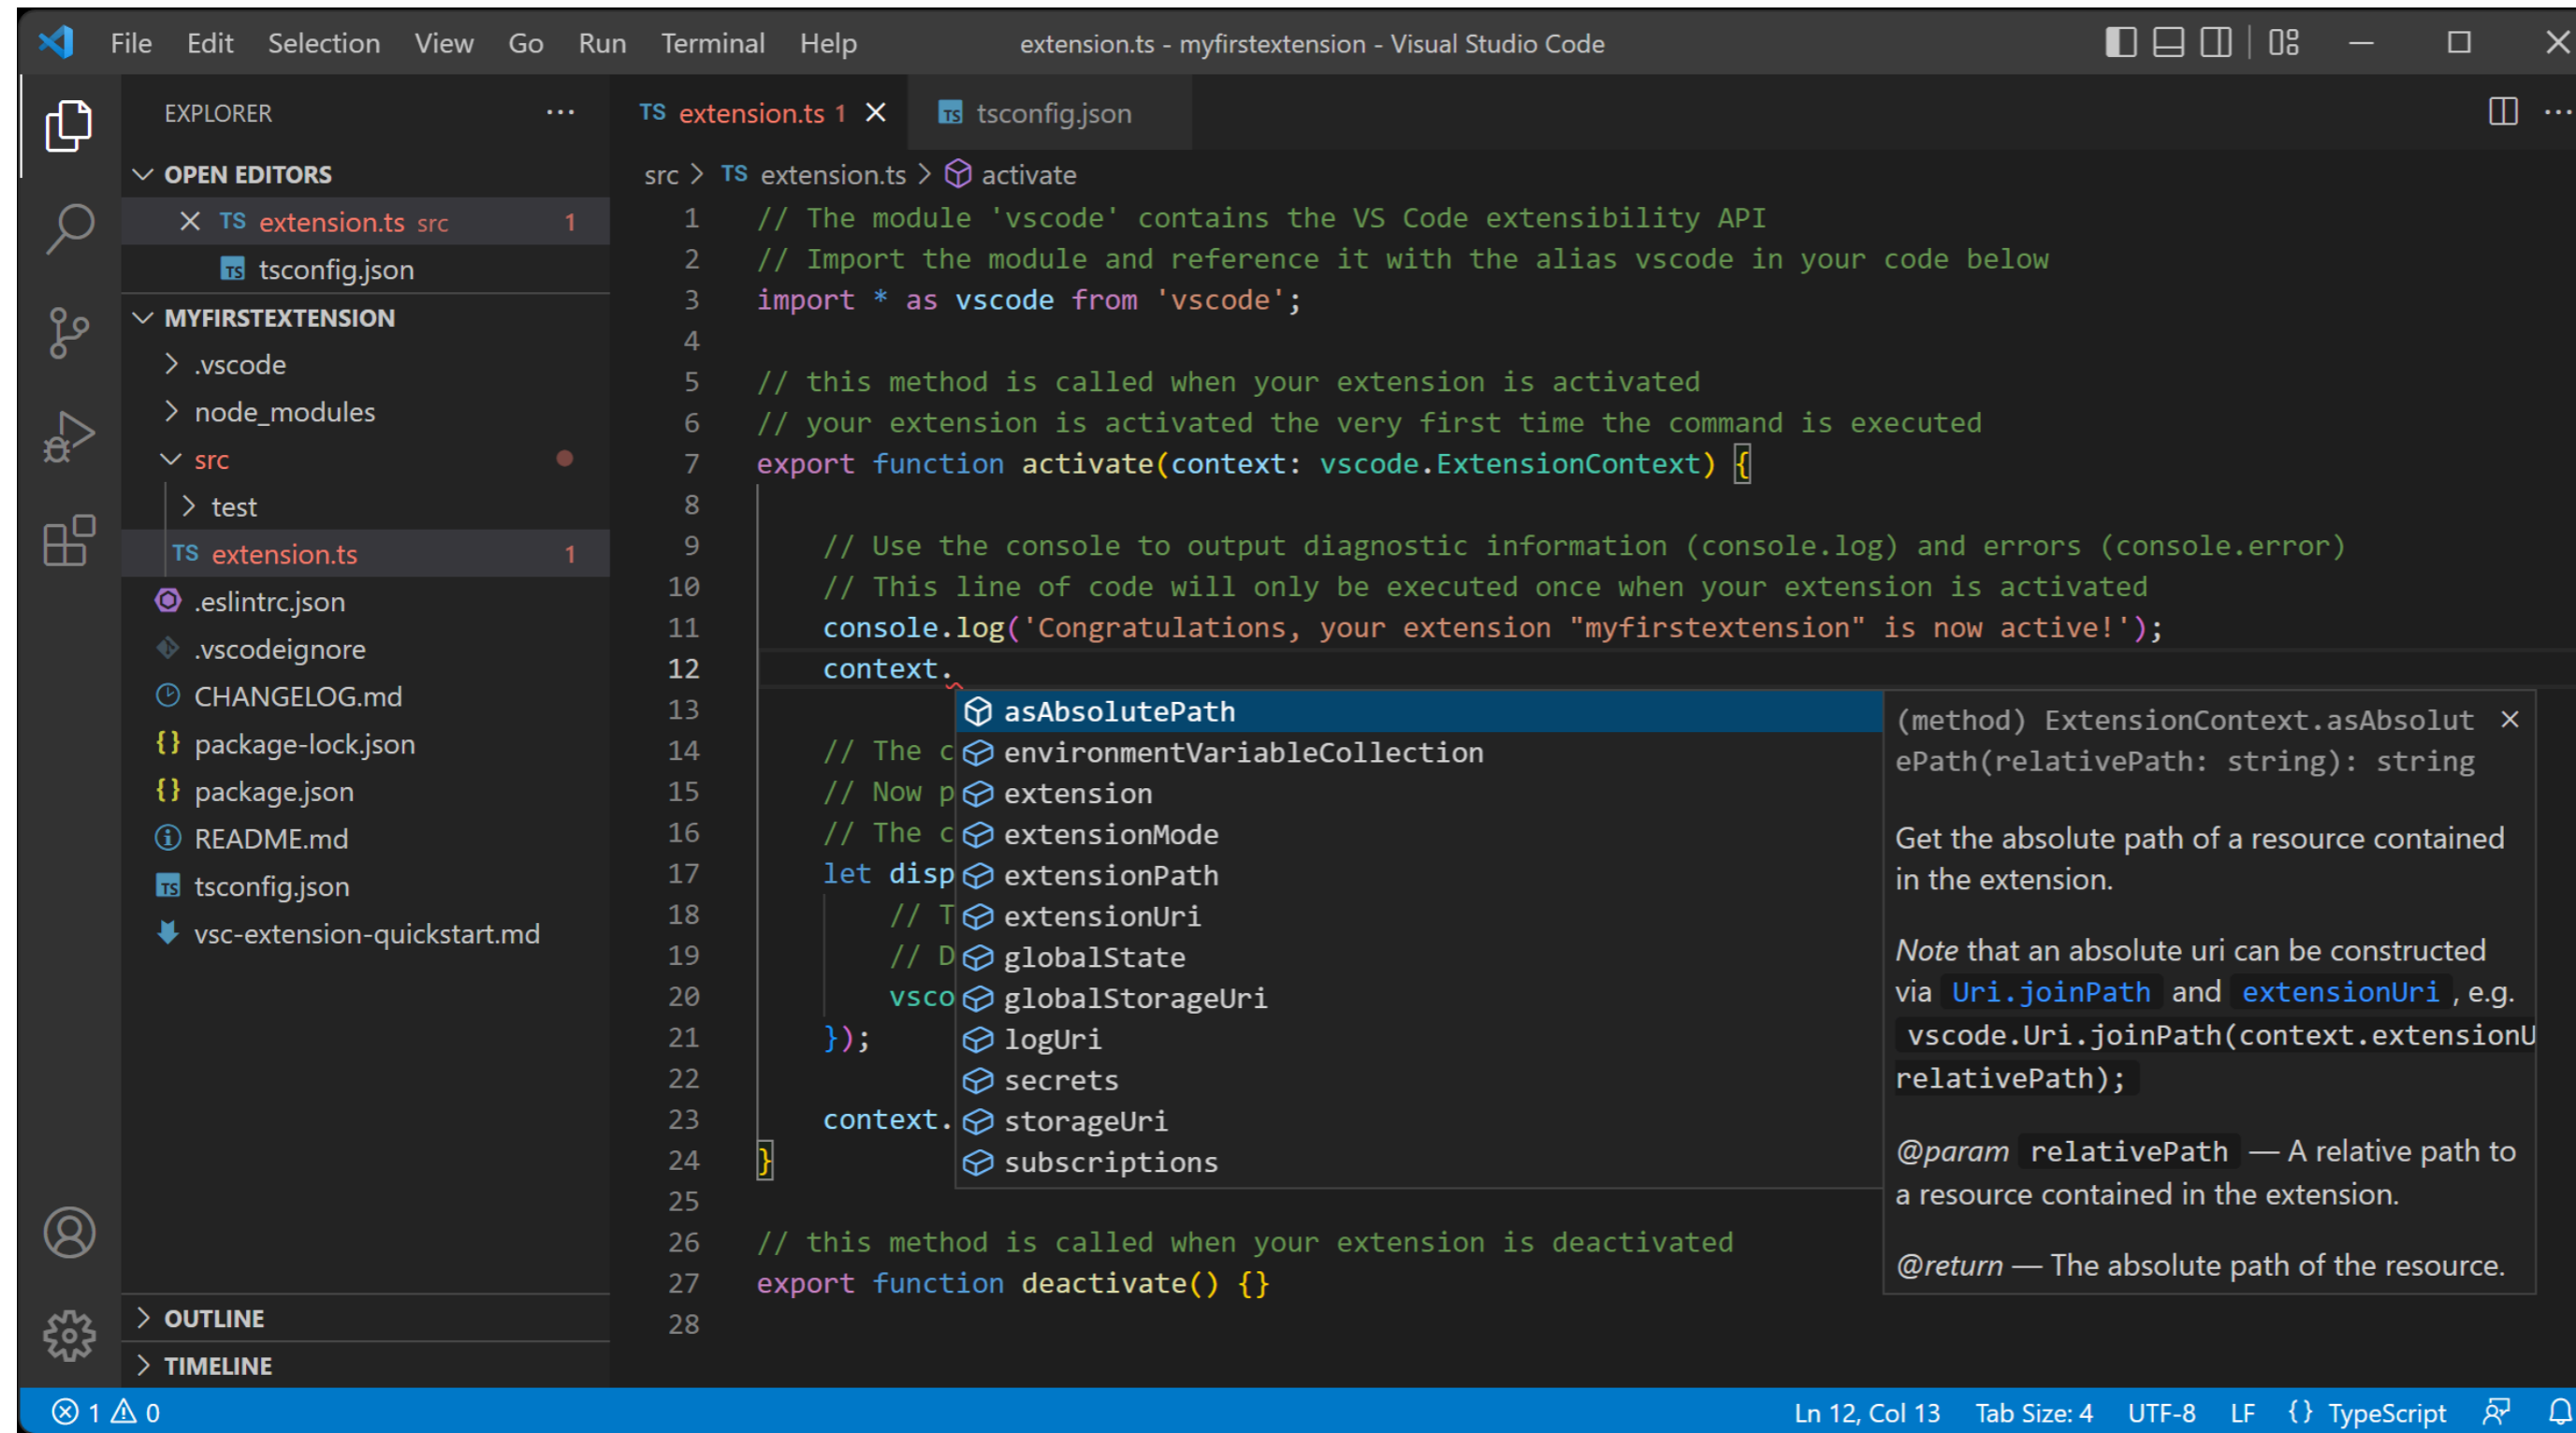 File Edit Selection View Go Run Terminal Help extension.ts - myfirstextension - Visual Studio Code
EXPLORER
OPEN EDITORS
TS extension.ts src 1
TS tsconfig.json
MYFIRSTEXTENSION
.vscode
node_modules
src
test
TS extension.ts 1
.eslintrc.json
.vscodeignore
CHANGELOG.md
{} package-lock.json
{} package.json
README.md
TS tsconfig.json
vsc-extension-quickstart.md
OUTLINE
TIMELINE
TS extension.ts 1 TS tsconfig.json
src > TS extension.ts > activate
1 // The module 'vscode' contains the VS Code extensibility API
2 // Import the module and reference it with the alias vscode in your code below
3 import * as vscode from 'vscode';
4
5 // this method is called when your extension is activated
6 // your extension is activated the very first time the command is executed
7 export function activate(context: vscode.ExtensionContext) {
8
9 // Use the console to output diagnostic information (console.log) and errors (console.error)
10 // This line of code will only be executed once when your extension is activated
11 console.log('Congratulations, your extension "myfirstextension" is now active!');
12 context.
13
14 // The c
15 // Now p
16 // The c
17 let disp
18 // T
19 // D
20 vsco
21 });
22
23 context.
24 }
25
26 // this method is called when your extension is deactivated
27 export function deactivate() {}
28
asAbsolutePath
environmentVariableCollection
extension
extensionMode
extensionPath
extensionUri
globalState
globalStorageUri
logUri
secrets
storageUri
subscriptions
(method) ExtensionContext.asAbsolut
ePath(relativePath: string): string
Get the absolute path of a resource contained
in the extension.
Note that an absolute uri can be constructed
via Uri.joinPath and extensionUri, e.g.
vscode.Uri.joinPath(context.extensionU
relativePath);
@param relativePath — A relative path to
a resource contained in the extension.
@return — The absolute path of the resource.
1 0 Ln 12, Col 13 Tab Size: 4 UTF-8 LF {} TypeScript